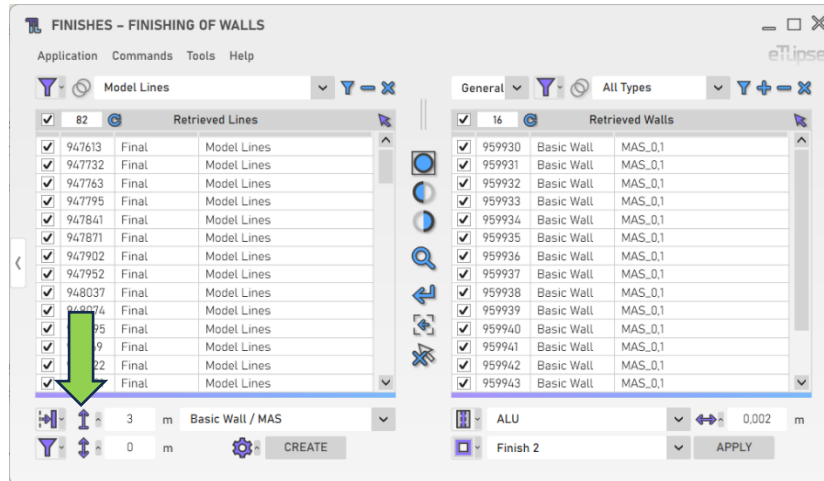 FINISHES – FINISHING OF WALLS
Application Commands Tools Help
eTLipse
Model Lines
General All Types
82 Retrieved Lines
16 Retrieved Walls
947613 Final Model Lines
947732 Final Model Lines
947763 Final Model Lines
947795 Final Model Lines
947841 Final Model Lines
947871 Final Model Lines
947902 Final Model Lines
947952 Final Model Lines
948037 Final Model Lines
948074 Final Model Lines
95 Final Model Lines
49 Final Model Lines
22 Final Model Lines
Final Model Lines
959930 Basic Wall MAS_0,1
959931 Basic Wall MAS_0,1
959932 Basic Wall MAS_0,1
959933 Basic Wall MAS_0,1
959934 Basic Wall MAS_0,1
959935 Basic Wall MAS_0,1
959936 Basic Wall MAS_0,1
959937 Basic Wall MAS_0,1
959938 Basic Wall MAS_0,1
959939 Basic Wall MAS_0,1
959940 Basic Wall MAS_0,1
959941 Basic Wall MAS_0,1
959942 Basic Wall MAS_0,1
959943 Basic Wall MAS_0,1
3 m Basic Wall / MAS
0 m CREATE
ALU 0,002 m
Finish 2 APPLY